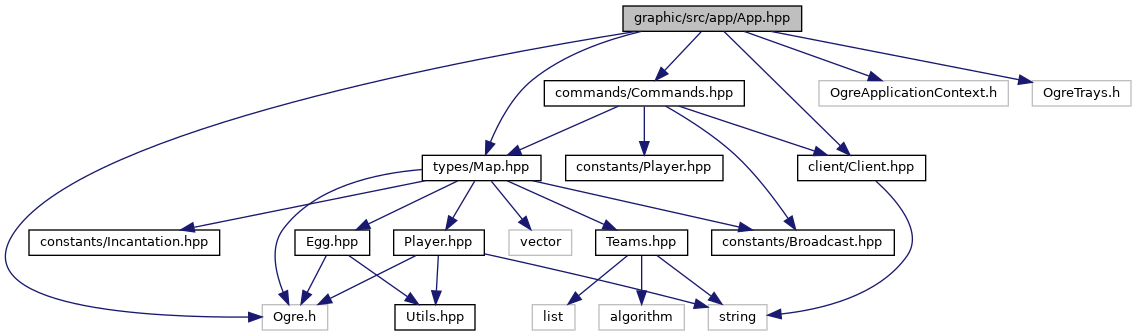 graphic/src/app/App.hpp
commands/Commands.hpp
OgreApplicationContext.h
OgreTrays.h
types/Map.hpp
constants/Player.hpp
client/Client.hpp
constants/Incantation.hpp
Egg.hpp
Player.hpp
vector
Teams.hpp
constants/Broadcast.hpp
Ogre.h
Utils.hpp
list
algorithm
string